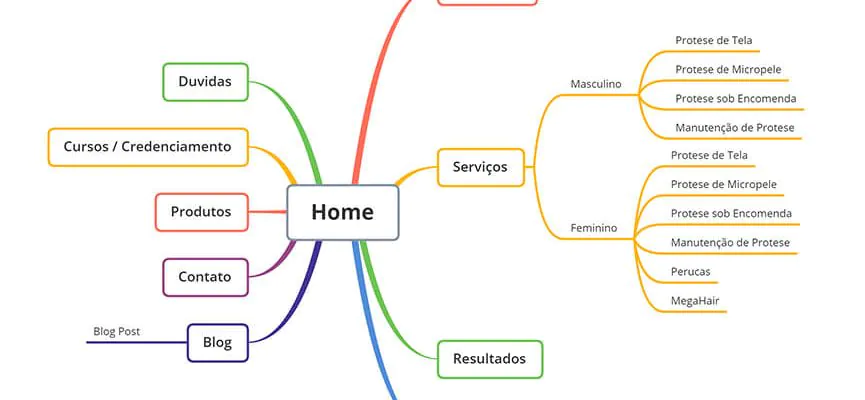 Duvidas
Cursos / Credenciamento
Produtos
Contato
Blog Post
Blog
Home
Serviços
Masculino
Protese de Tela
Protese de Micropele
Protese sob Encomenda
Manutenção de Protese
Feminino
Protese de Tela
Protese de Micropele
Protese sob Encomenda
Manutenção de Protese
Perucas
MegaHair
Resultados